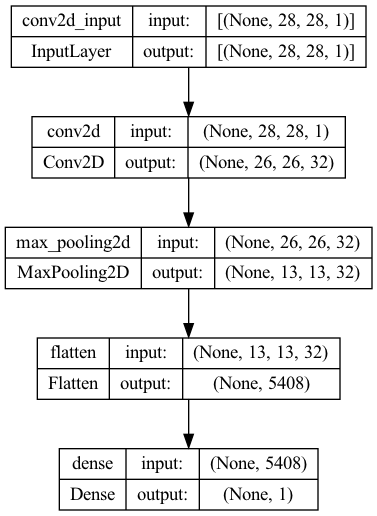 conv2d_input input: [(None, 28, 28, 1)]
InputLayer output: [(None, 28, 28, 1)]
conv2d input: (None, 28, 28, 1)
Conv2D output: (None, 26, 26, 32)
max_pooling2d input: (None, 26, 26, 32)
MaxPooling2D output: (None, 13, 13, 32)
flatten input: (None, 13, 13, 32)
Flatten output: (None, 5408)
dense input: (None, 5408)
Dense output: (None, 1)